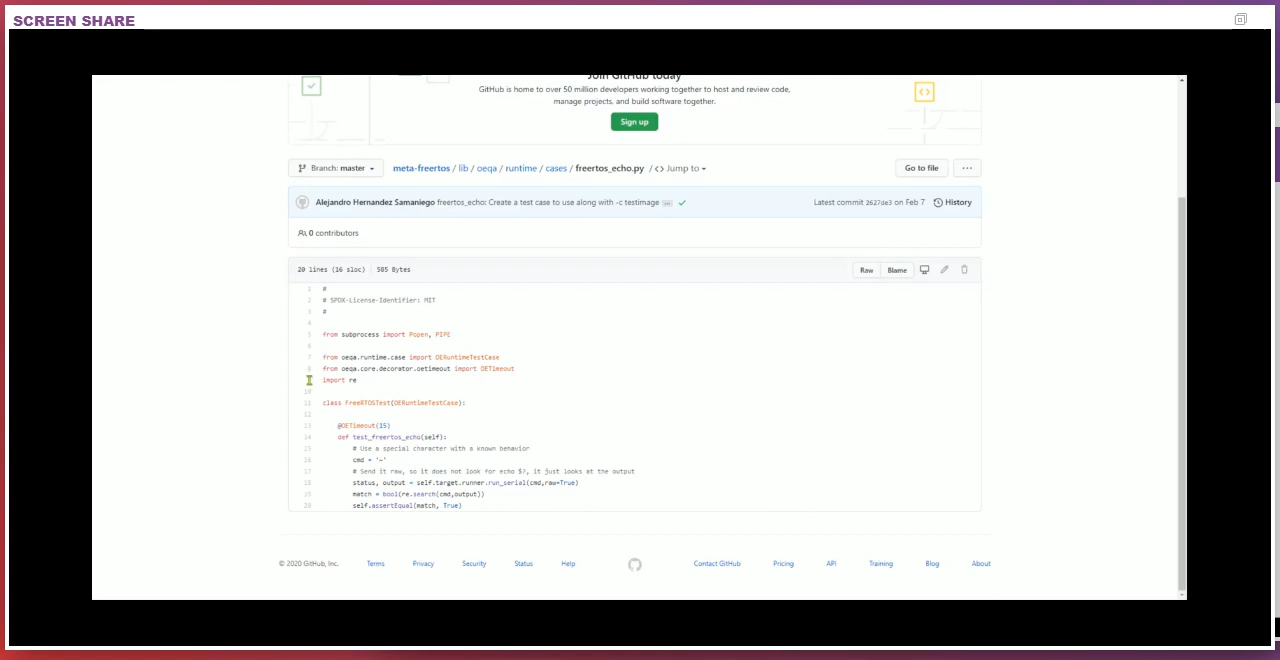 SCREEN SHARE
Join GitHub today
GitHub is home to over 50 million developers working together to host and review code,
manage projects, and build software together.
Sign up
Branch: master
meta-freertos / lib / oeqa / runtime / cases / freertos_echo.py / <> Jump to
Go to file
...
Alejandro Hernandez Samaniego freertos_echo: Create a test case to use along with -c testimage ...
Latest commit 2627de3 on Feb 7 History
0 contributors
20 lines (16 sloc) 585 Bytes
Raw Blame
1 #
2 # SPDX-License-Identifier: MIT
3 #
4
5 from subprocess import Popen, PIPE
6
7 from oeqa.runtime.case import OERuntimeTestCase
8 from oeqa.core.decorator.oetimeout import OETimeout
import re
10
11 class FreeRTOSTest(OERuntimeTestCase):
12
13 @OETimeout(15)
14 def test_freertos_echo(self):
15 # Use a special character with a known behavior
16 cmd = '~'
17 # Send it raw, so it does not look for echo $?, it just looks at the output
18 status, output = self.target.runner.run_serial(cmd,raw=True)
19 match = bool(re.search(cmd,output))
20 self.assertEqual(match, True)
© 2020 GitHub, Inc. Terms Privacy Security Status Help Contact GitHub Pricing API Training Blog About